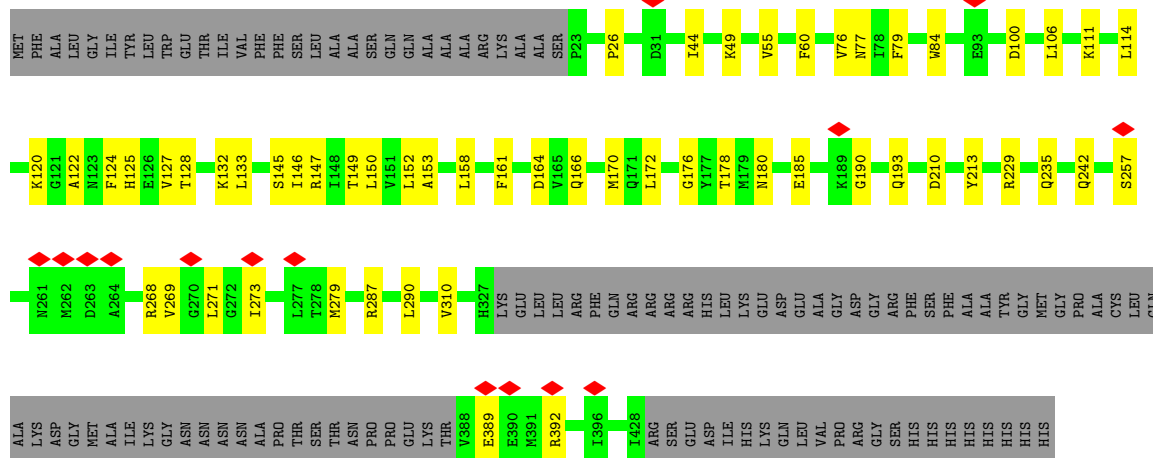 MET PHE ALA LEU GLY ILE TYR LEU TRP GLU THR ILE VAL PHE PHE SER LEU ALA ALA SER GLN GLN ALA ALA ALA ARG LYS ALA ALA SER P23 P26 D31 I44 K49 V55 F60 V76 N77 I78 F79 W84 E93 D100 L106 K111 L114
K120 G121 A122 N123 F124 H125 E126 V127 T128 K132 L133 S145 I146 R147 I148 T149 L150 V151 L152 A153 L158 F161 D164 V165 Q166 M170 Q171 L172 G176 Y177 T178 M179 N180 E185 K189 G190 Q193 D210 Y213 R229 Q235 Q242 S257
N261 M262 D263 A264 R268 V269 G270 L271 G272 I273 L277 T278 M279 R287 L290 V310 H327 LYS GLU LEU LEU ARG PHE GLN ARG ARG ARG ARG HIS LEU LYS GLU ASP GLU ALA GLY ASP GLY ARG PHE SER PHE ALA ALA TYR GLY MET GLY PRO ALA CYS LEU GLN
ALA LYS ASP GLY MET ALA ILE LYS GLY ASN ASN ASN ASN ALA PRO THR SER THR ASN PRO PRO GLU LYS THR V388 E389 E390 M391 R392 I396 I428 ARG SER GLU ASP ILE HIS LYS GLN LEU VAL PRO ARG GLY SER HIS HIS HIS HIS HIS HIS HIS HIS